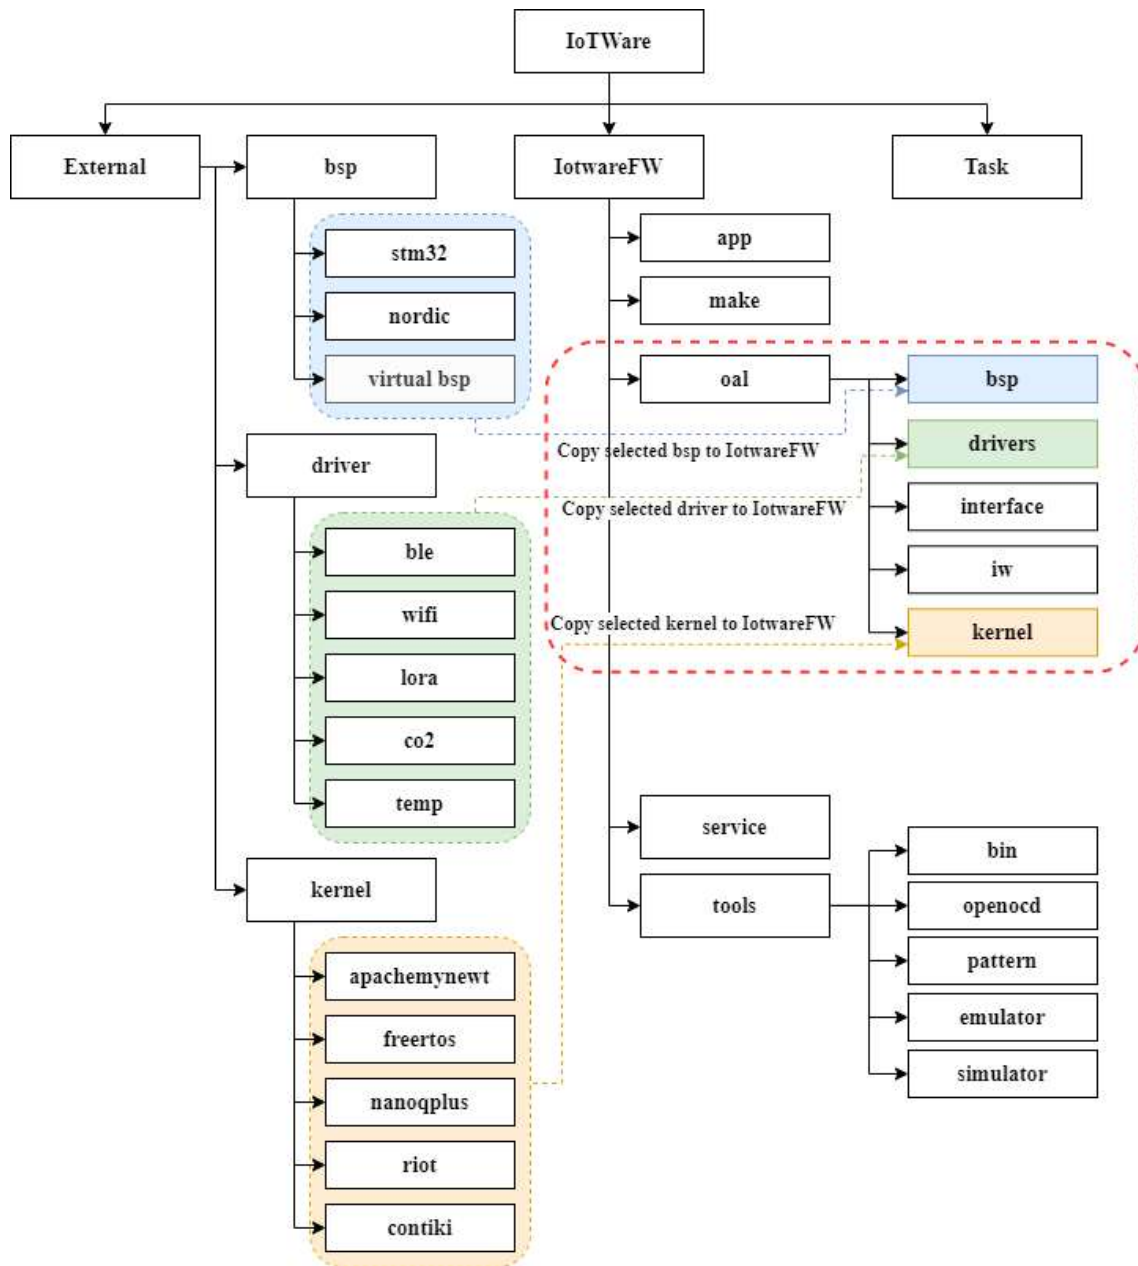 IoTWare
External
bsp
IotwareFW
Task
stm32
nordic
virtual bsp
driver
ble
wifi
lora
co2
temp
kernel
apachemynewt
freertos
nanoqplus
riot
contiki
app
make
oal
bsp
Copy selected bsp to IotwareFW
drivers
Copy selected driver to IotwareFW
interface
iw
Copy selected kernel to IotwareFW
kernel
service
tools
bin
openocd
pattern
emulator
simulator